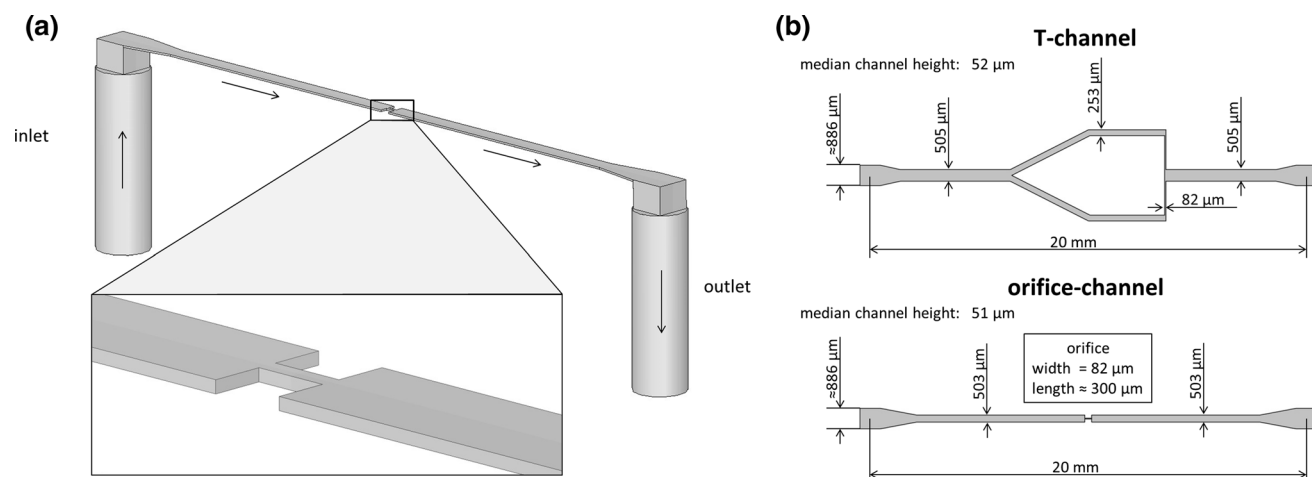 (a)
inlet
outlet
(b)
T-channel
median channel height: 52 µm
≈886 µm
505 µm
253 µm
505 µm
82 µm
20 mm
orifice-channel
median channel height: 51 µm
≈886 µm
503 µm
orifice
width = 82 µm
length ≈ 300 µm
503 µm
20 mm